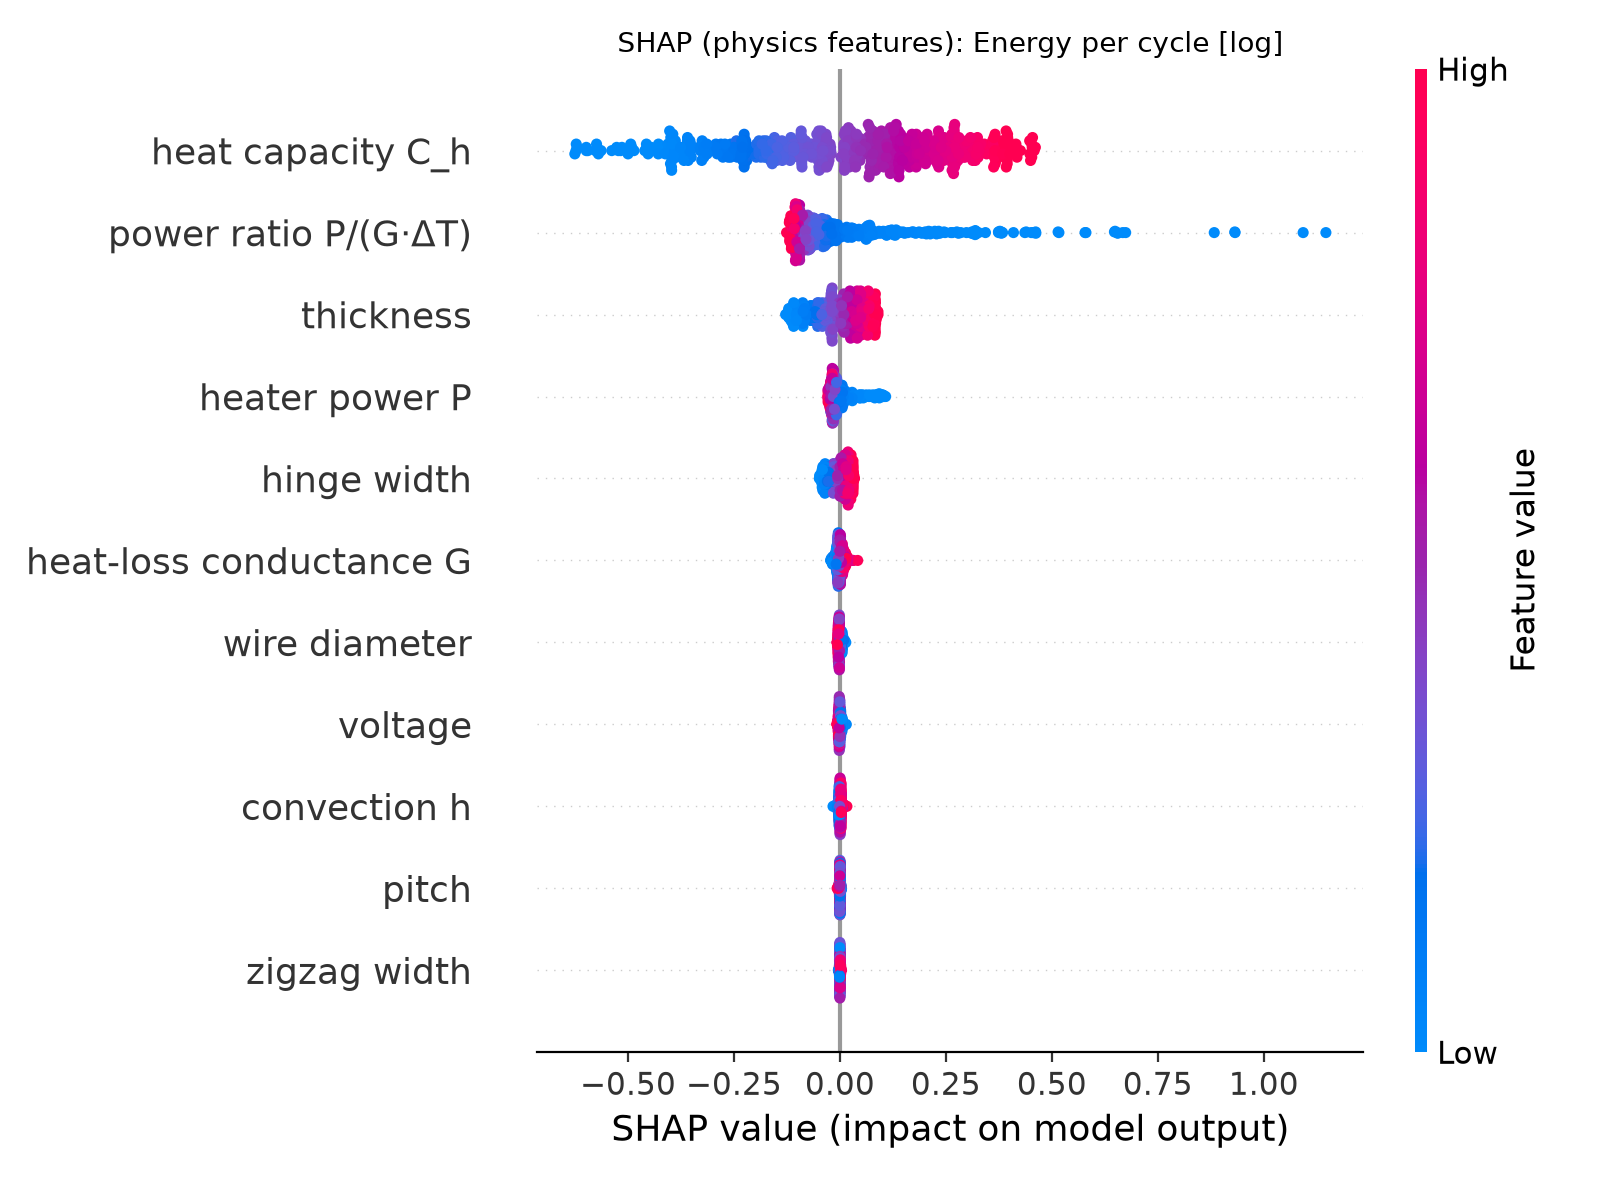 SHAP (physics features): Energy per cycle [log]
High
heat capacity C_h
power ratio P/(G·ΔT)
thickness
heater power P
hinge width
heat-loss conductance G
wire diameter
voltage
convection h
pitch
zigzag width
Feature value
Low
−0.50 −0.25 0.00 0.25 0.50 0.75 1.00
SHAP value (impact on model output)